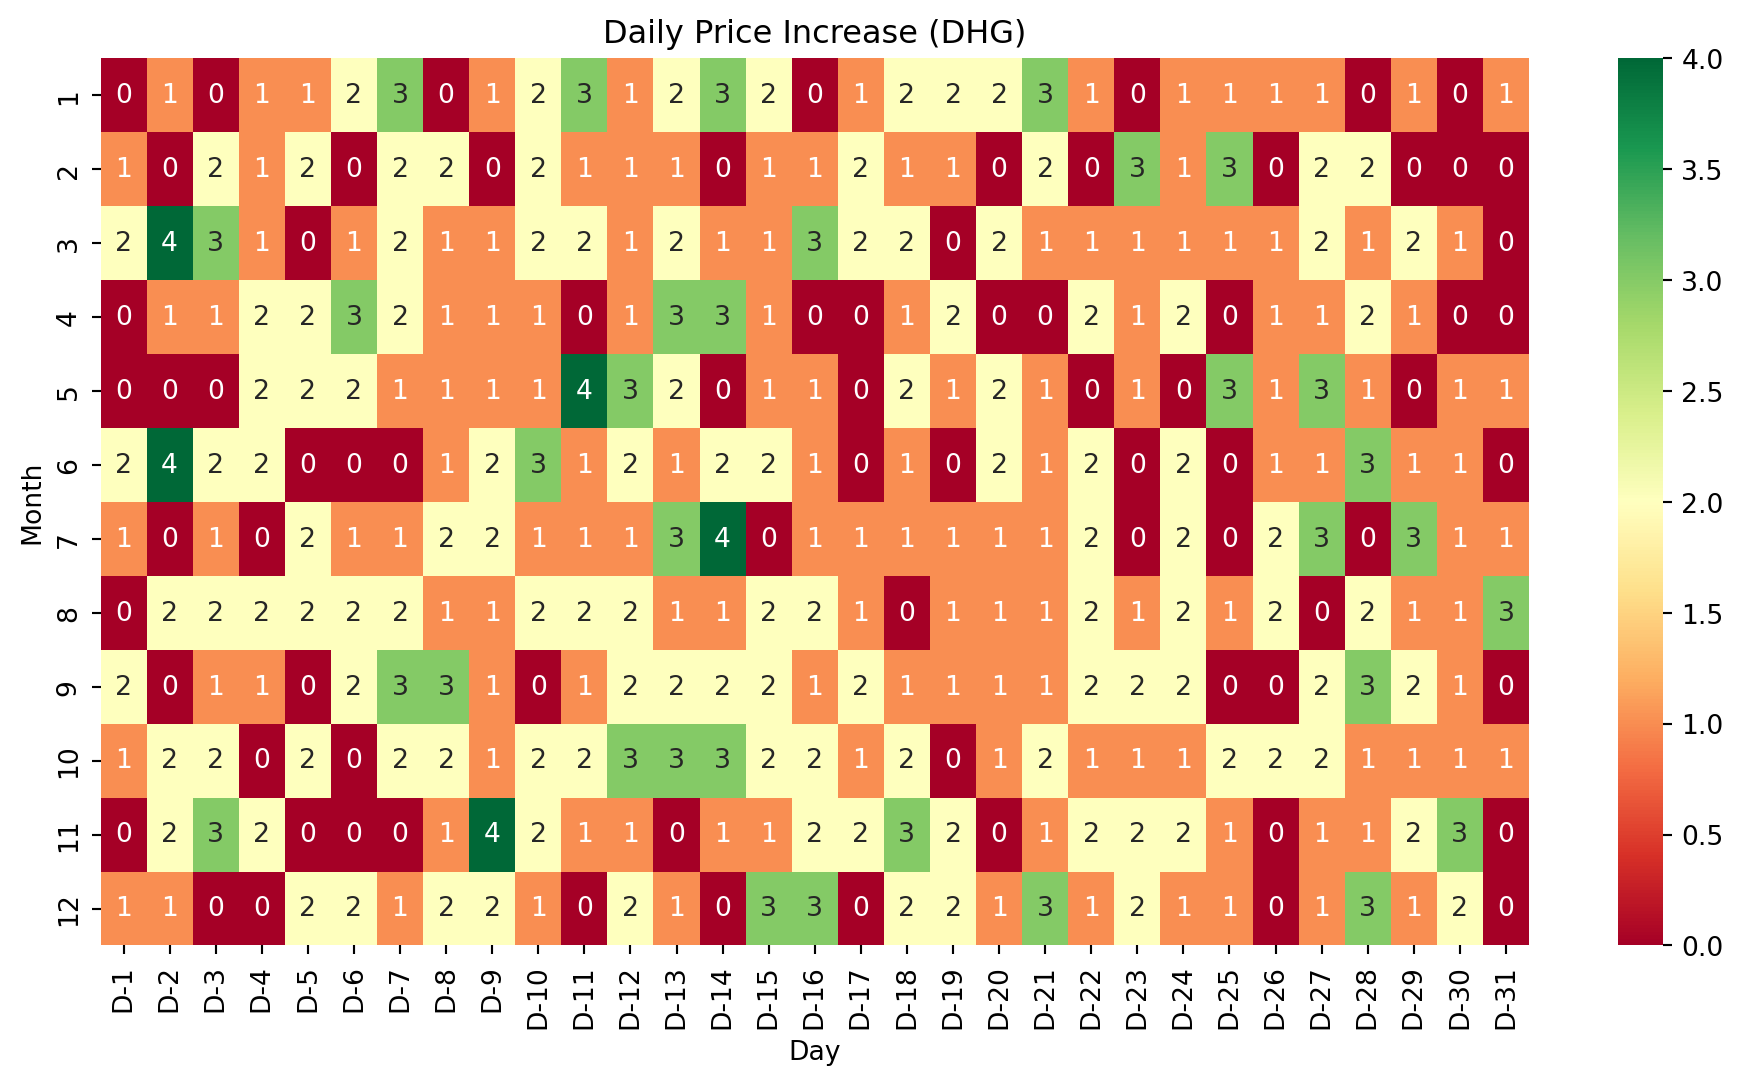 Daily Price Increase (DHG)
Month
1 0 1 0 1 1 2 3 0 1 2 3 1 2 3 2 0 1 2 2 2 3 1 0 1 1 1 1 0 1 0 1
2 1 0 2 1 2 0 2 2 0 2 1 1 1 0 1 1 2 1 1 0 2 0 3 1 3 0 2 2 0 0 0
3 2 4 3 1 0 1 2 1 1 2 2 1 2 1 1 3 2 2 0 2 1 1 1 1 1 1 2 1 2 1 0
4 0 1 1 2 2 3 2 1 1 1 0 1 3 3 1 0 0 1 2 0 0 2 1 2 0 1 1 2 1 0 0
5 0 0 0 2 2 2 1 1 1 1 4 3 2 0 1 1 0 2 1 2 1 0 1 0 3 1 3 1 0 1 1
6 2 4 2 2 0 0 0 1 2 3 1 2 1 2 2 1 0 1 0 2 1 2 0 2 0 1 1 3 1 1 0
7 1 0 1 0 2 1 1 2 2 1 1 1 3 4 0 1 1 1 1 1 1 2 0 2 0 2 3 0 3 1 1
8 0 2 2 2 2 2 2 1 1 2 2 2 1 1 2 2 1 0 1 1 1 2 1 2 1 2 0 2 1 1 3
9 2 0 1 1 0 2 3 3 1 0 1 2 2 2 2 1 2 1 1 1 1 2 2 2 0 0 2 3 2 1 0
10 1 2 2 0 2 0 2 2 1 2 2 3 3 3 2 2 1 2 0 1 2 1 1 1 2 2 2 1 1 1 1
11 0 2 3 2 0 0 0 1 4 2 1 1 0 1 1 2 2 3 2 0 1 2 2 2 1 0 1 1 2 3 0
12 1 1 0 0 2 2 1 2 2 1 0 2 1 0 3 3 0 2 2 1 3 1 2 1 1 0 1 3 1 2 0
D-1 D-2 D-3 D-4 D-5 D-6 D-7 D-8 D-9 D-10 D-11 D-12 D-13 D-14 D-15 D-16 D-17 D-18 D-19 D-20 D-21 D-22 D-23 D-24 D-25 D-26 D-27 D-28 D-29 D-30 D-31
Day
4.0
3.5
3.0
2.5
2.0
1.5
1.0
0.5
0.0